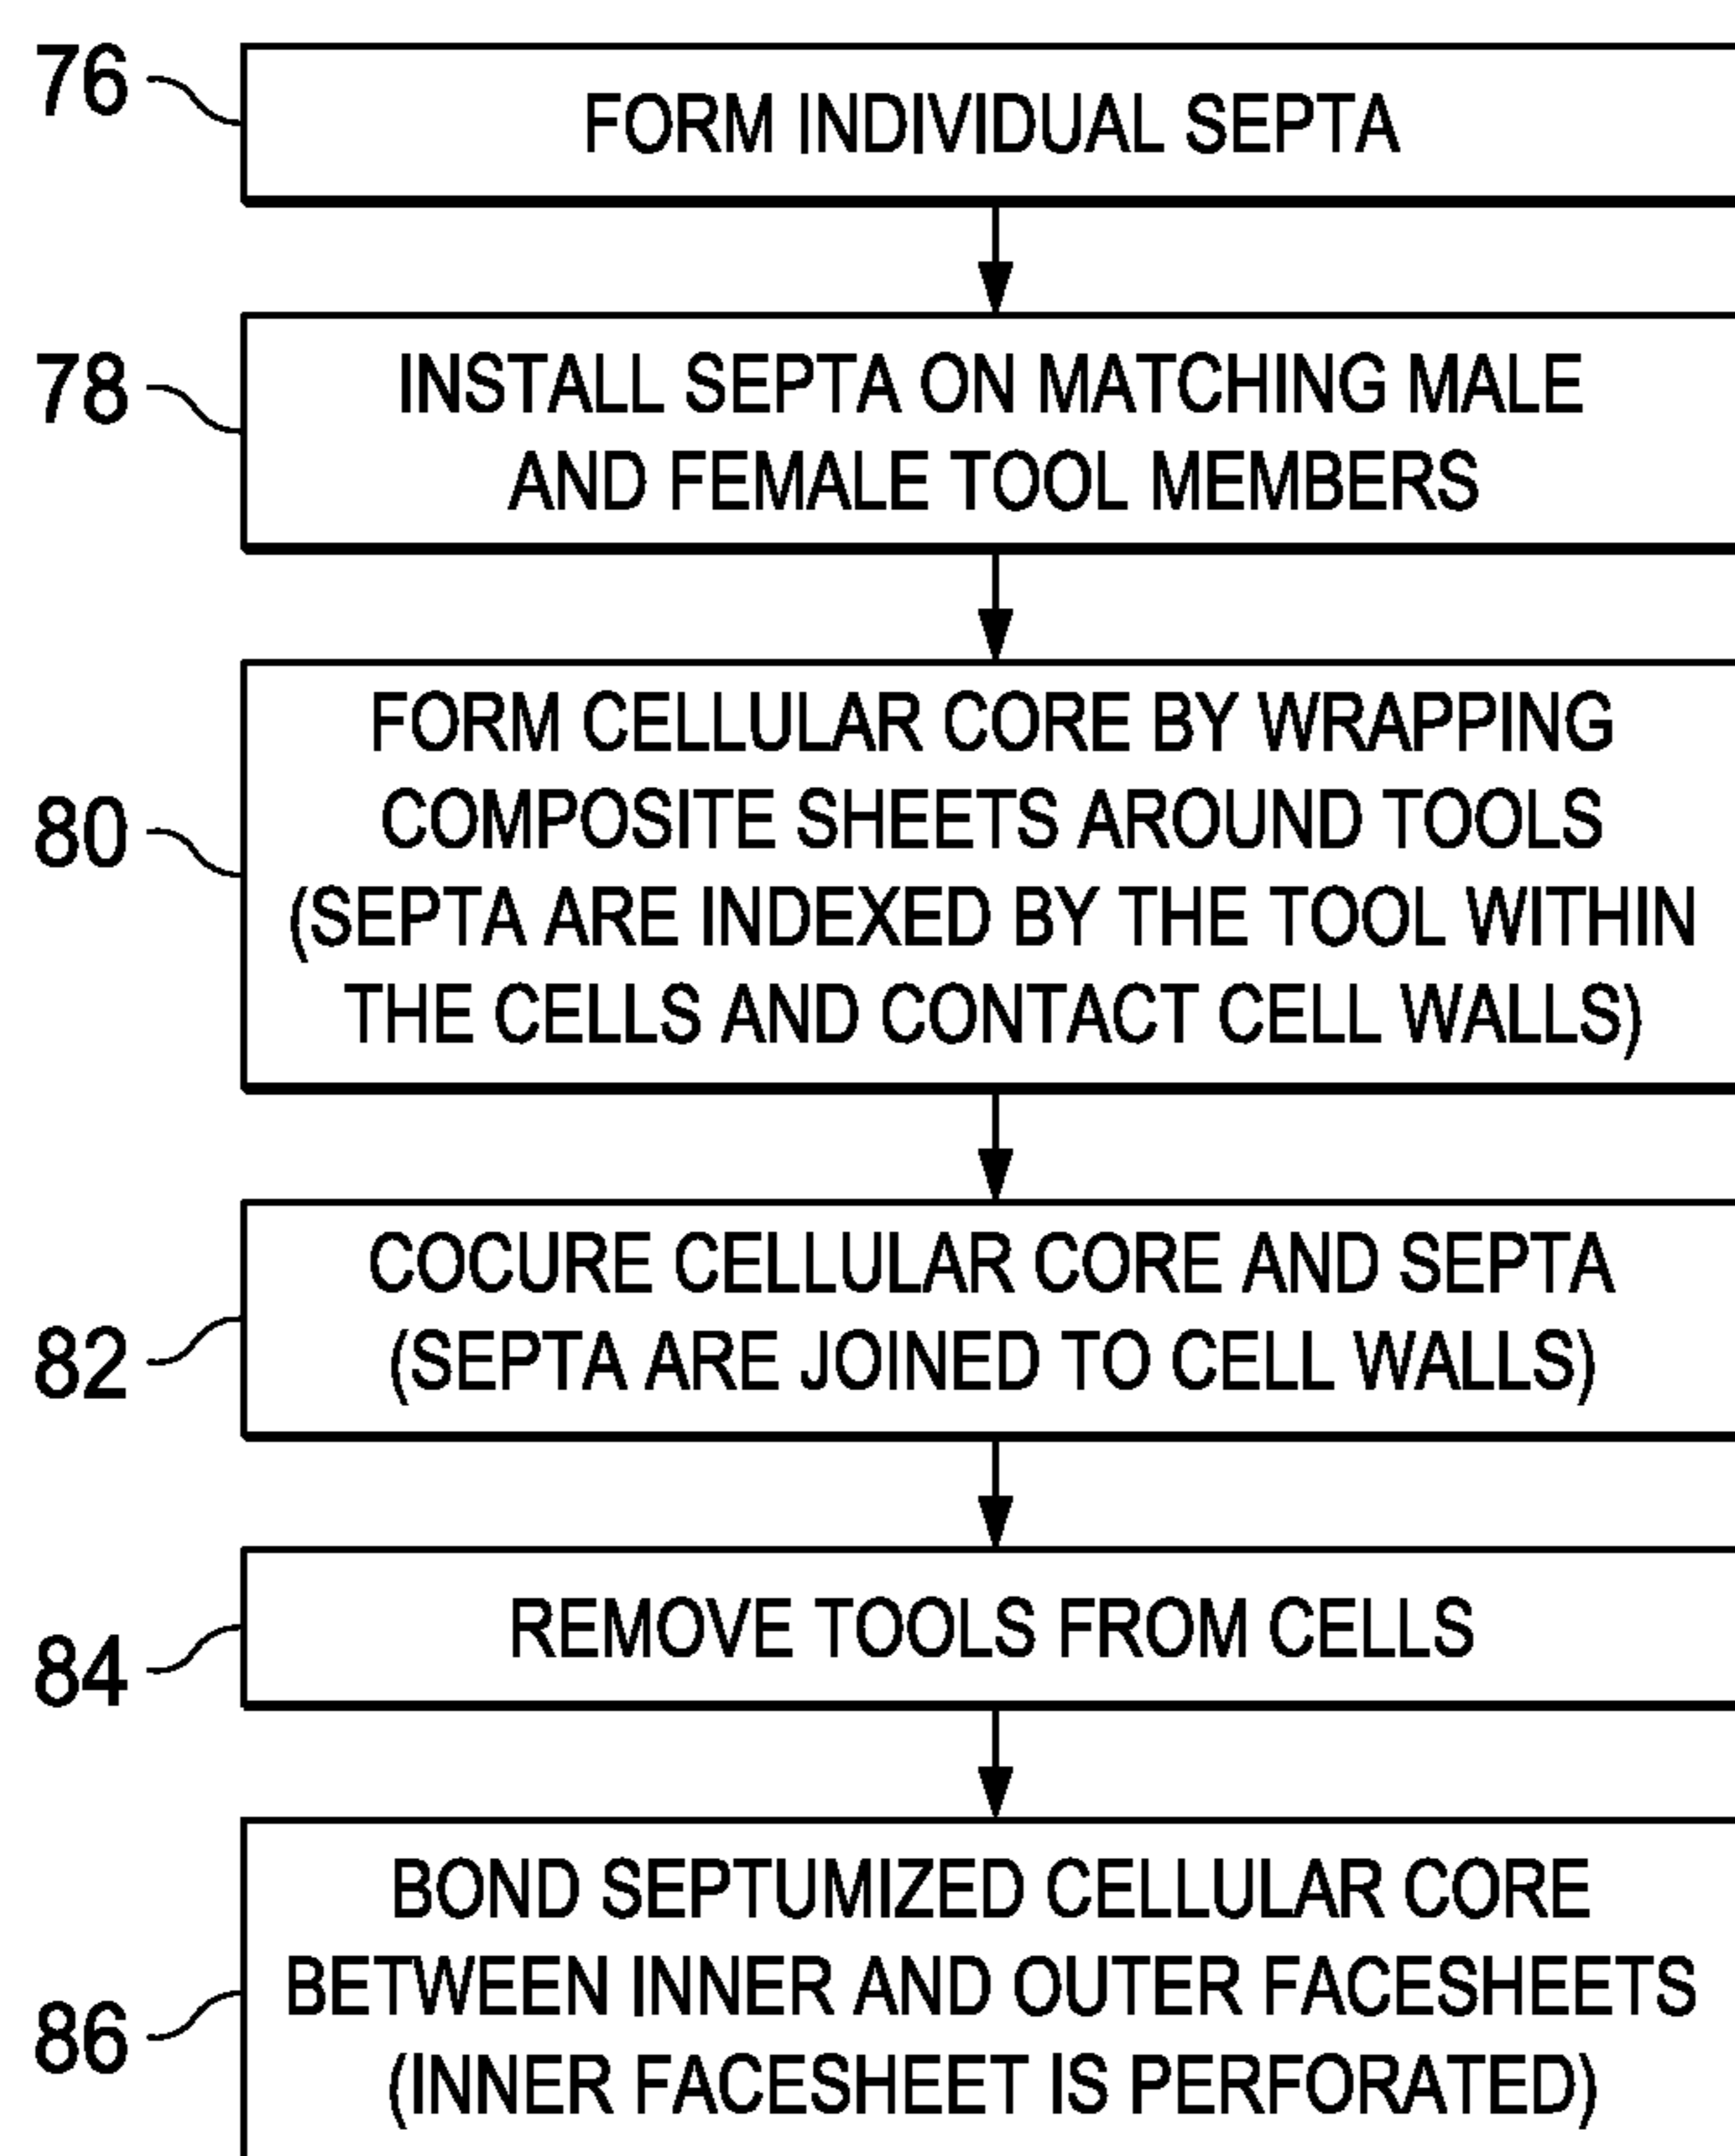 76
FORM INDIVIDUAL SEPTA
78
INSTALL SEPTA ON MATCHING MALE
AND FEMALE TOOL MEMBERS
80
FORM CELLULAR CORE BY WRAPPING
COMPOSITE SHEETS AROUND TOOLS
(SEPTA ARE INDEXED BY THE TOOL WITHIN
THE CELLS AND CONTACT CELL WALLS)
82
COCURE CELLULAR CORE AND SEPTA
(SEPTA ARE JOINED TO CELL WALLS)
84
REMOVE TOOLS FROM CELLS
86
BOND SEPTUMIZED CELLULAR CORE
BETWEEN INNER AND OUTER FACESHEETS
(INNER FACESHEET IS PERFORATED)